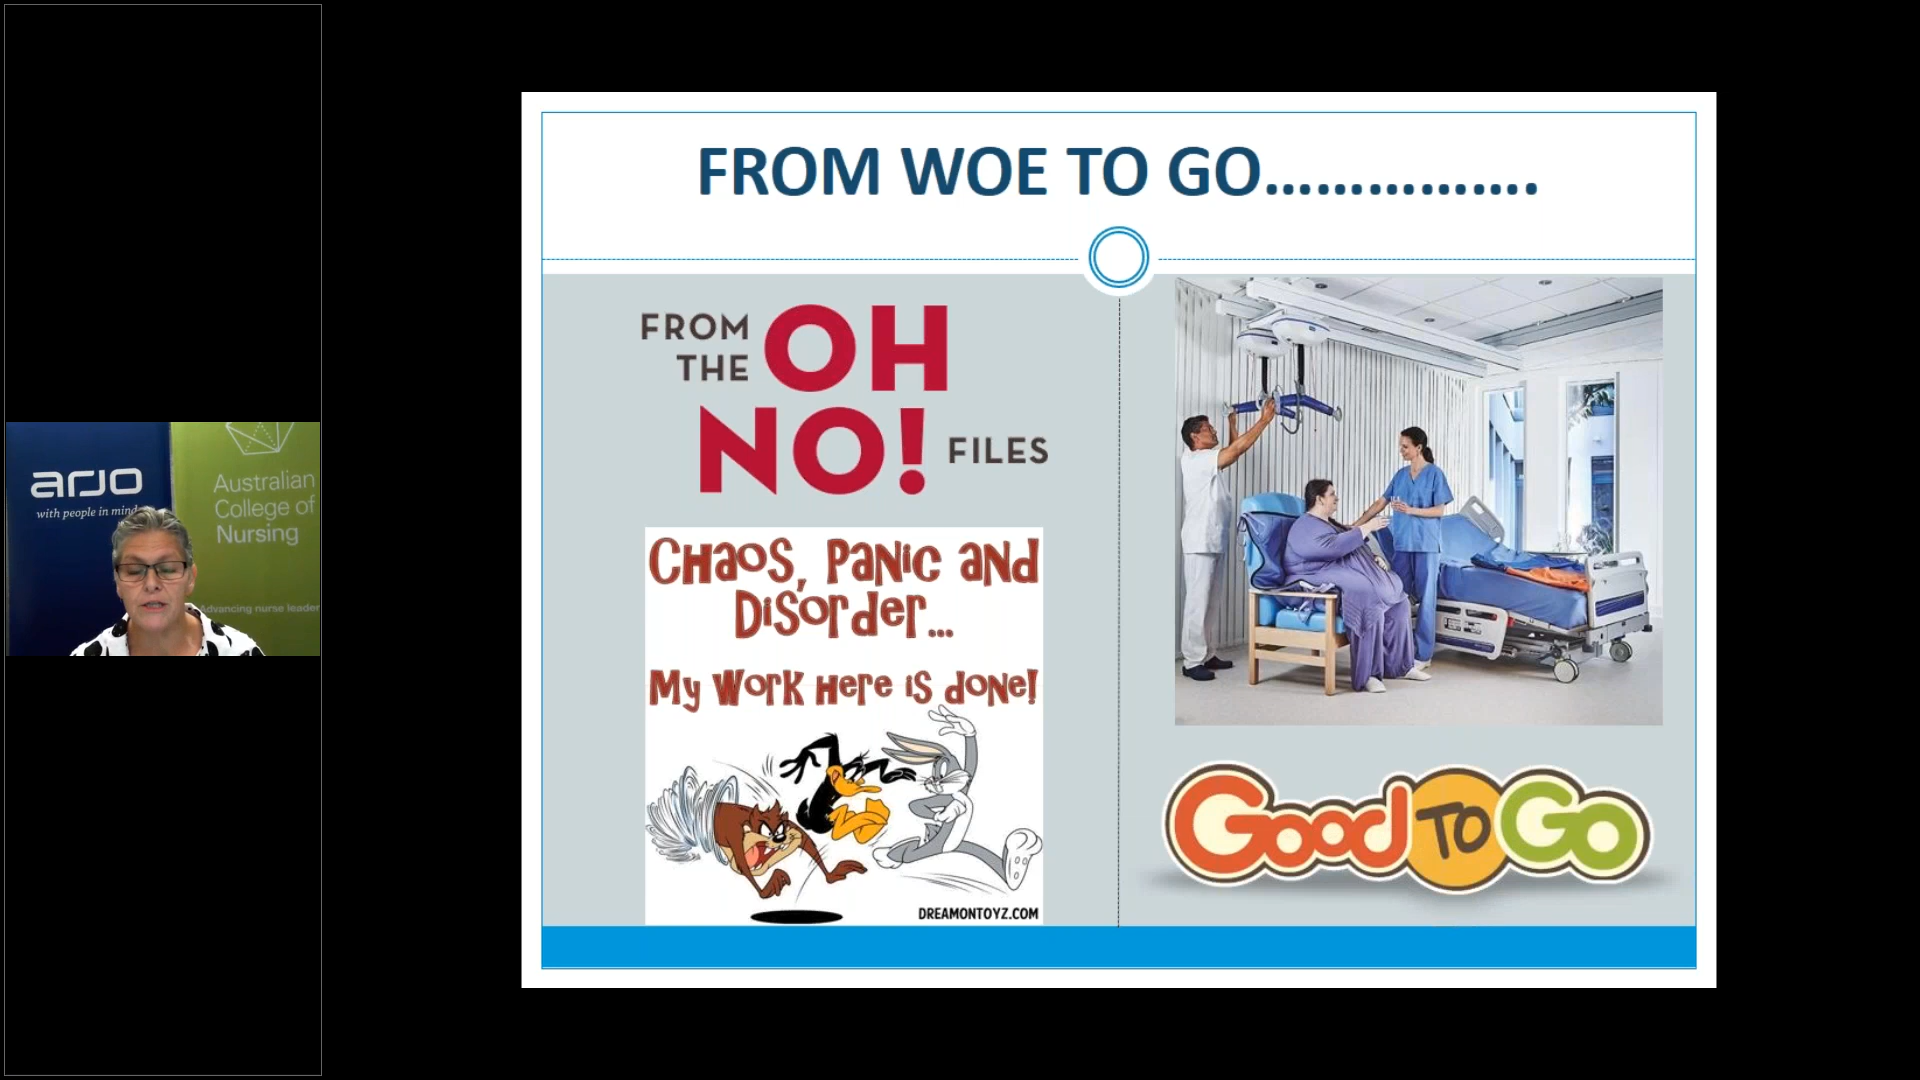 arjo
with people in mind
Australian
College of
Nursing
Advancing nurse leader
FROM WOE TO GO................
FROM
THE
OH
NO!
FILES
CHAOS, PANIC AND
DISORDER...
MY WORK HERE IS DONE!
DREAMONTOYZ.COM
Good TO Go